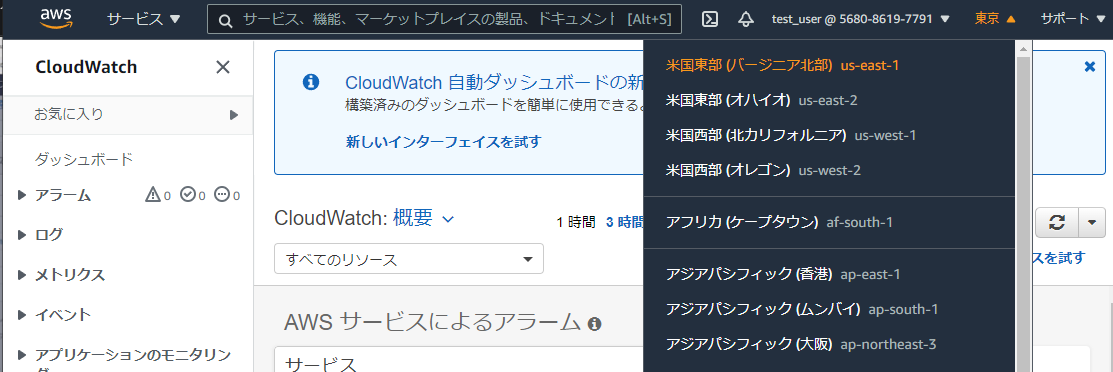 aws サービス サービス、機能、マーケットプレイスの製品、ドキュメント [Alt+S] test_user @ 5680-8619-7791 東京 サポート
CloudWatch
お気に入り
ダッシュボード
アラーム 0 0 0
ログ
メトリクス
イベント
アプリケーションのモニタリン
CloudWatch 自動ダッシュボードの新
構築済みのダッシュボードを簡単に使用できるよ
新しいインターフェイスを試す
CloudWatch: 概要 1 時間 3 時間
すべてのリソース
スを試す
AWS サービスによるアラーム
サービス
米国東部 (バージニア北部) us-east-1
米国東部 (オハイオ) us-east-2
米国西部 (北カリフォルニア) us-west-1
米国西部 (オレゴン) us-west-2
アフリカ (ケープタウン) af-south-1
アジアパシフィック (香港) ap-east-1
アジアパシフィック (ムンバイ) ap-south-1
アジアパシフィック (大阪) ap-northeast-3